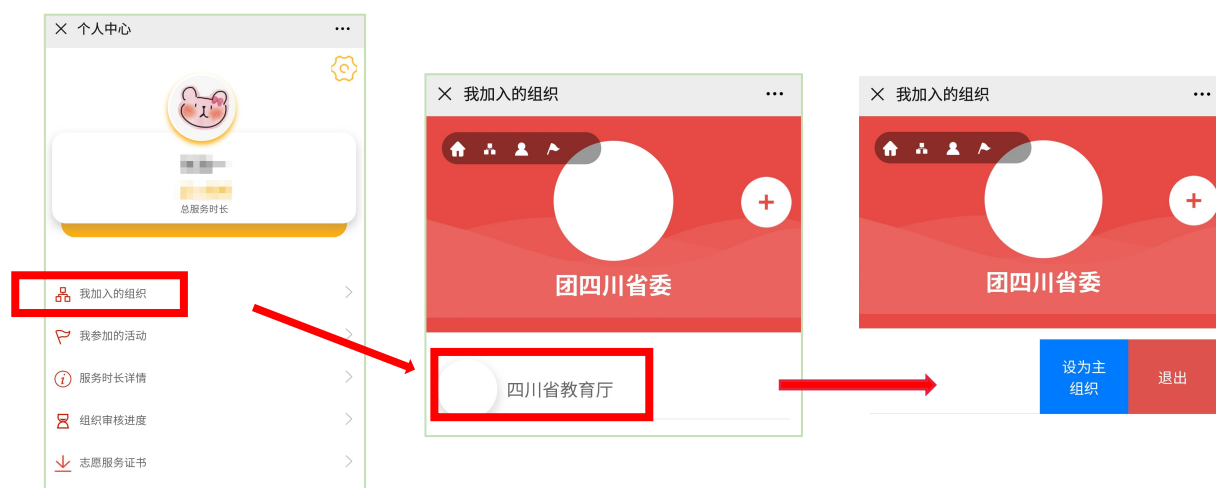 个人中心
总服务时长
我加入的组织
我参加的活动
服务时长详情
组织审核进度
志愿服务证书
我加入的组织
团四川省委
四川省教育厅
我加入的组织
团四川省委
设为主
组织
退出